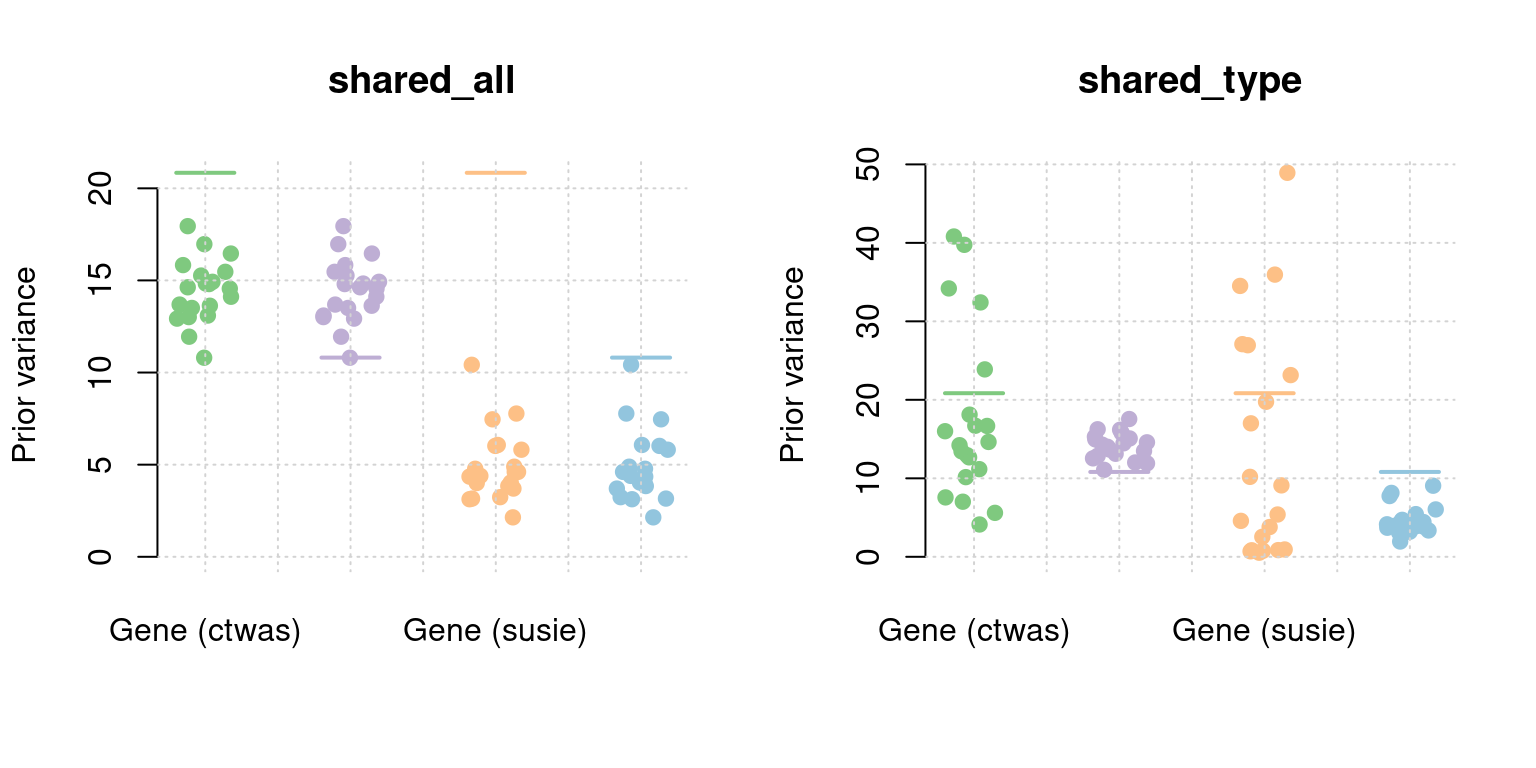 shared_all
Prior variance
20
15
10
5
0
Gene (ctwas)
Gene (susie)
shared_type
Prior variance
50
40
30
20
10
0
Gene (ctwas)
Gene (susie)